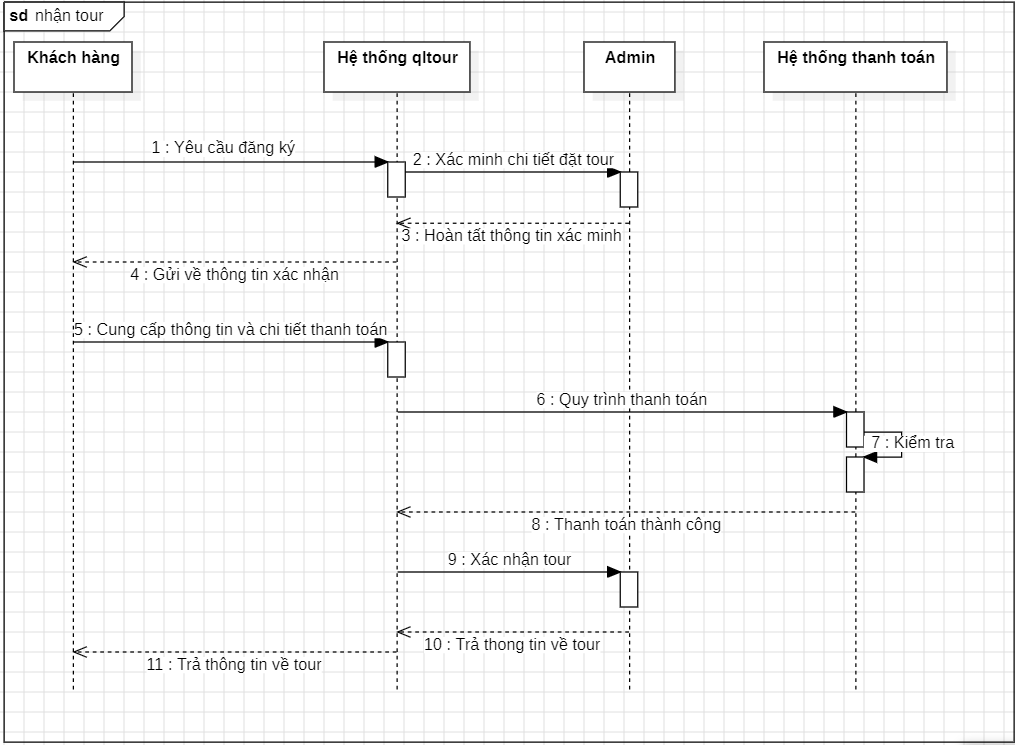 sd nhận tour
Khách hàng
Hệ thống qltour
Admin
Hệ thống thanh toán
1 : Yêu cầu đăng ký
2 : Xác minh chi tiết đặt tour
3 : Hoàn tất thông tin xác minh
4 : Gửi về thông tin xác nhận
5 : Cung cấp thông tin và chi tiết thanh toán
6 : Quy trình thanh toán
7 : Kiểm tra
8 : Thanh toán thành công
9 : Xác nhận tour
10 : Trả thong tin về tour
11 : Trả thông tin về tour